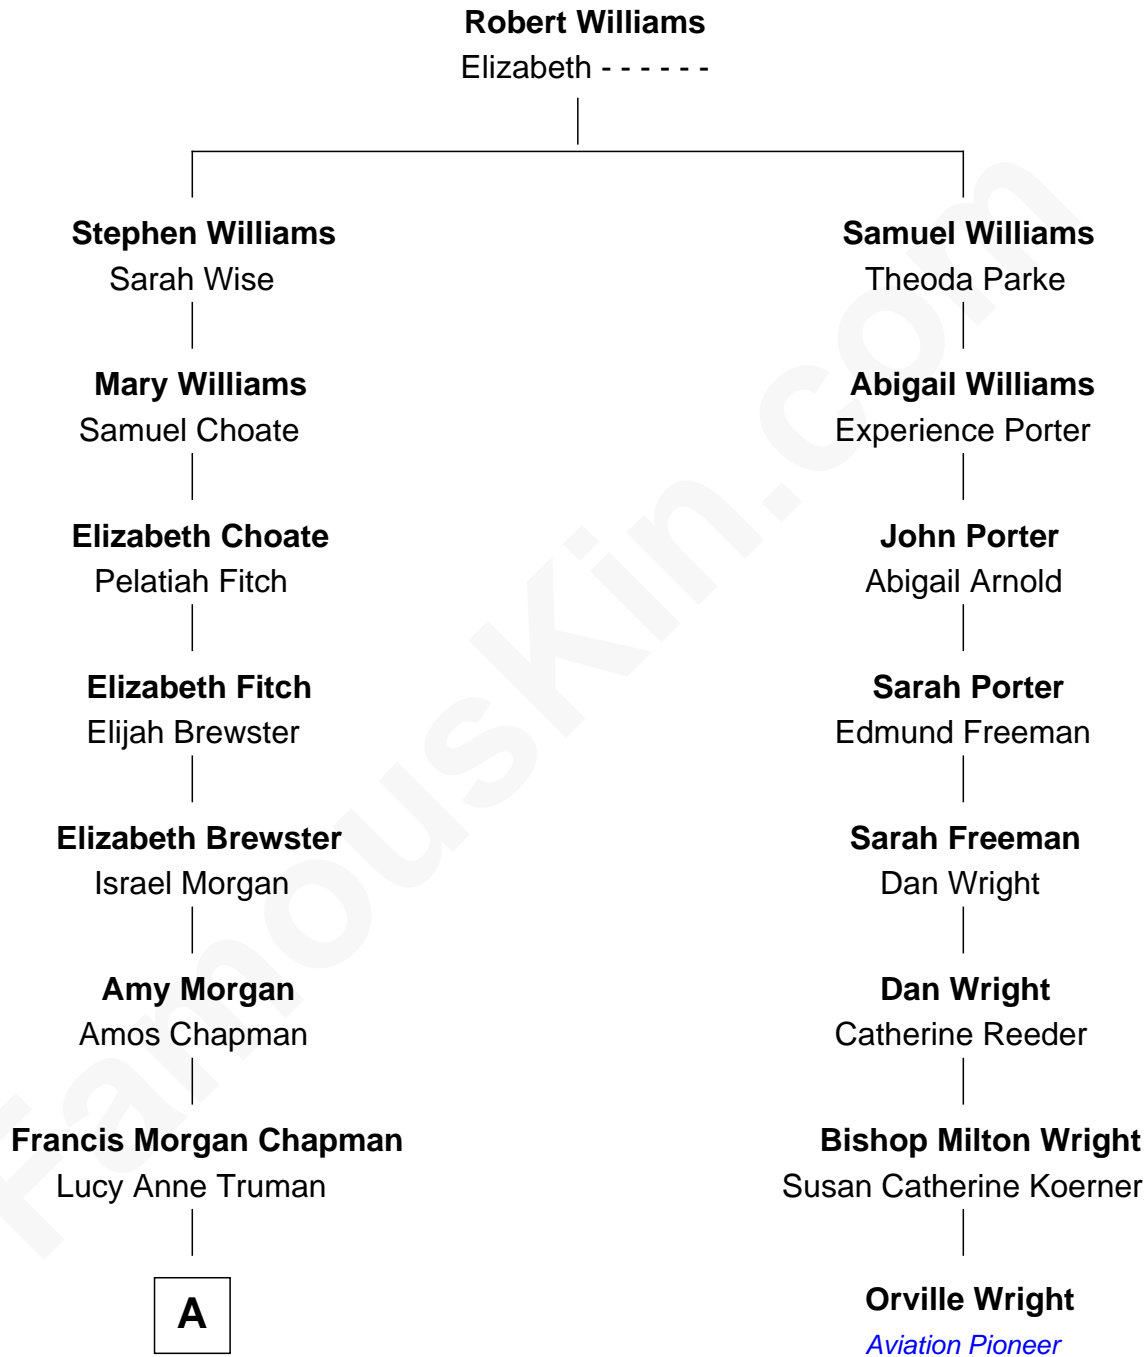 Robert Williams
Elizabeth - - - - - -
Stephen Williams
Sarah Wise
Samuel Williams
Theoda Parke
Mary Williams
Samuel Choate
Abigail Williams
Experience Porter
Elizabeth Choate
Pelatiah Fitch
John Porter
Abigail Arnold
Elizabeth Fitch
Elijah Brewster
Sarah Porter
Edmund Freeman
Elizabeth Brewster
Israel Morgan
Sarah Freeman
Dan Wright
Amy Morgan
Amos Chapman
Dan Wright
Catherine Reeder
Francis Morgan Chapman
Lucy Anne Truman
Bishop Milton Wright
Susan Catherine Koerner
A
Orville Wright
Aviation Pioneer
FamousKin.com